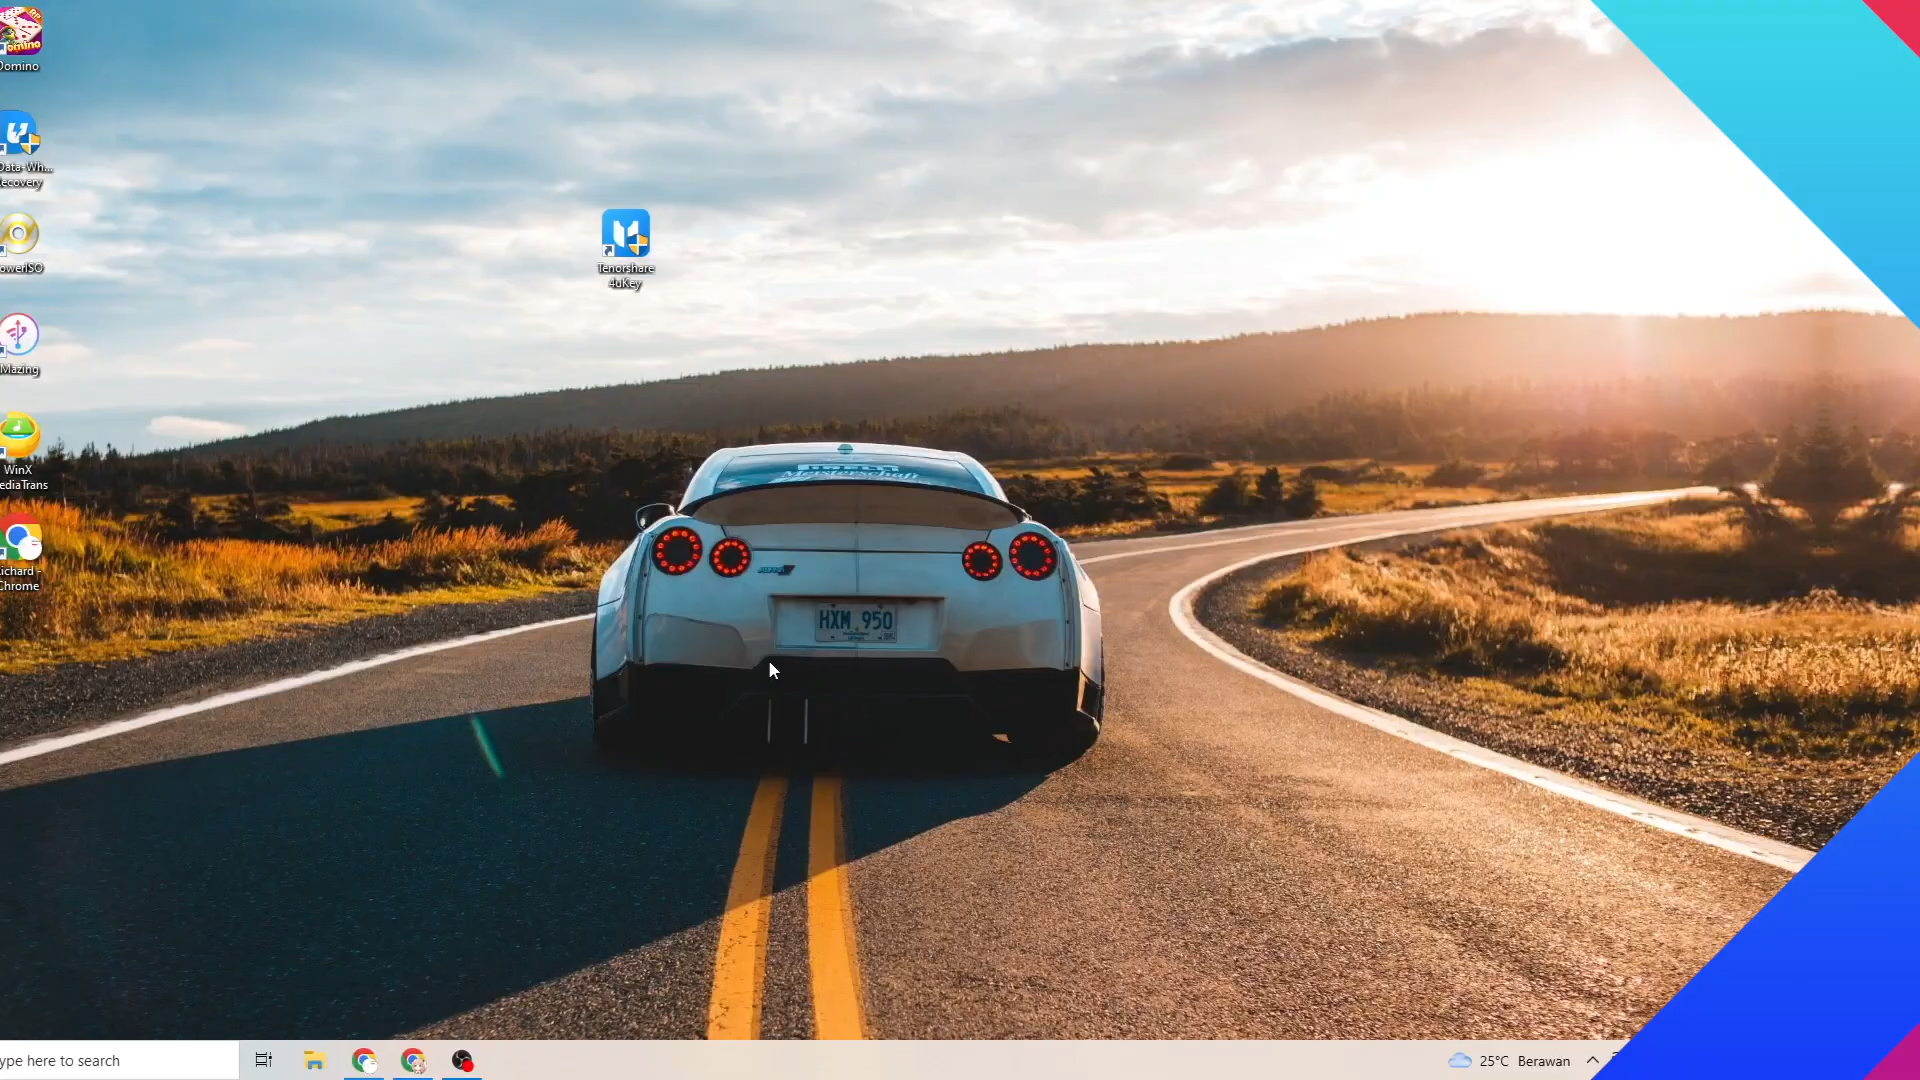 Domino
Data-Wh...
ecovery
owerISO
Mazing
WinX
ediaTrans
ichard -
Chrome
Tenorshare
4uKey
PIRELLI
HXM 950
ype here to search
25°C Berawan